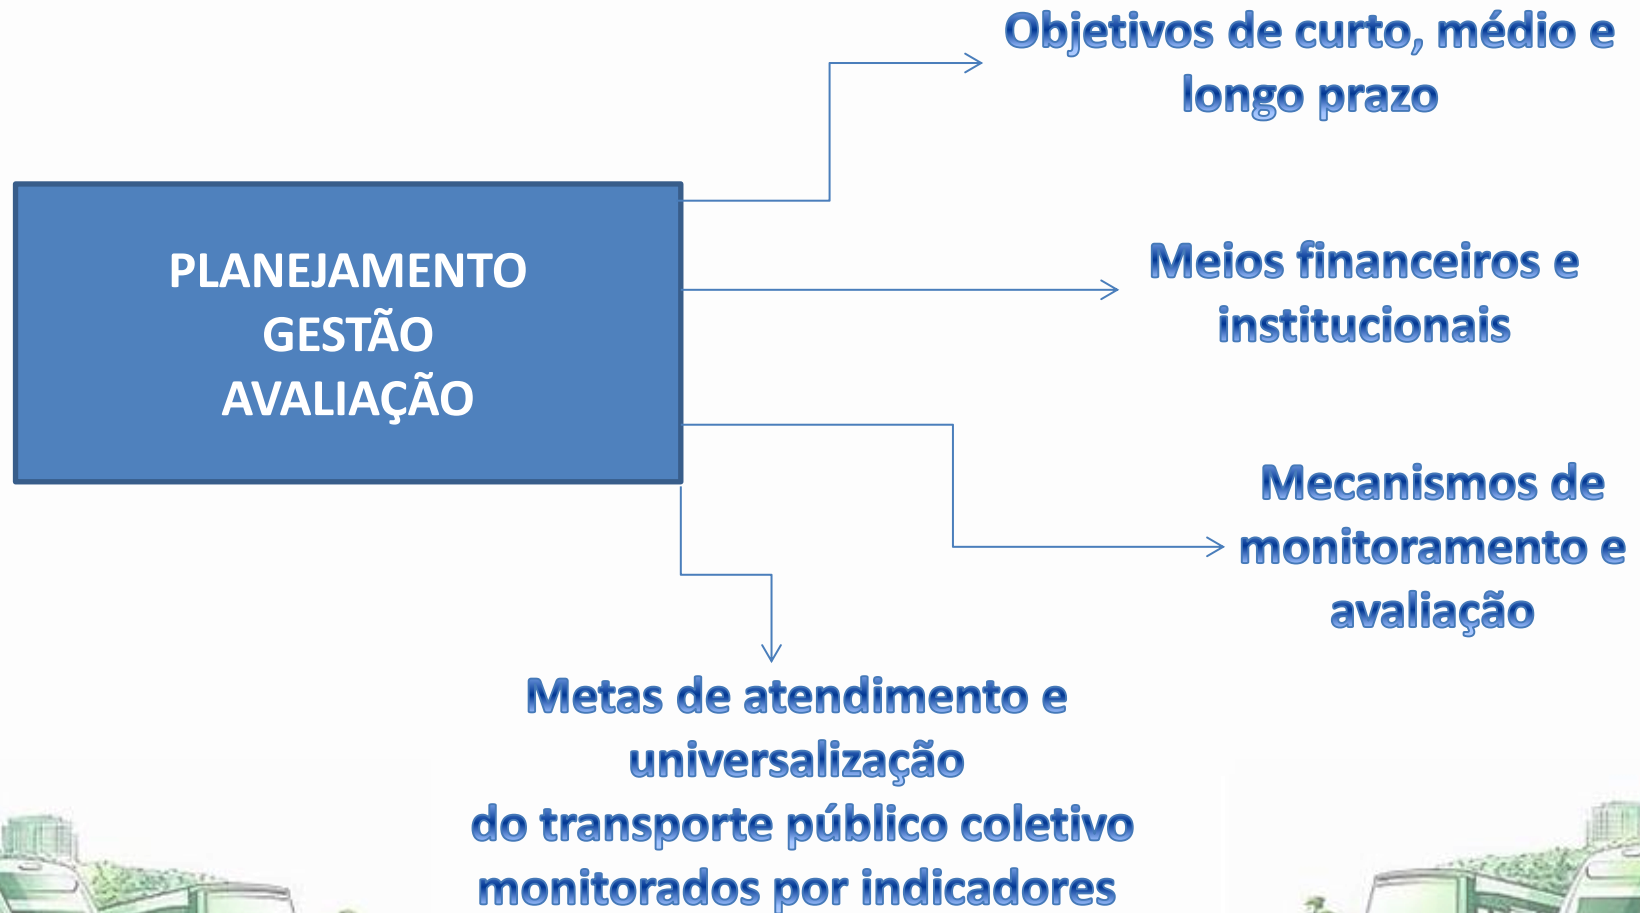 Objetivos de curto, médio e
longo prazo
PLANEJAMENTO
GESTÃO
AVALIAÇÃO
Meios financeiros e
institucionais
Mecanismos de
monitoramento e
avaliação
Metas de atendimento e
universalização
do transporte público coletivo
monitorados por indicadores